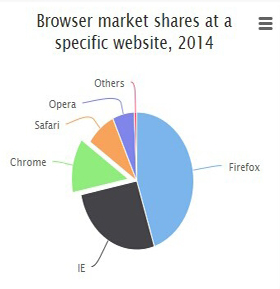 Browser market shares at a
specific website, 2014
Others
Opera
Safari
Chrome
Firefox
IE